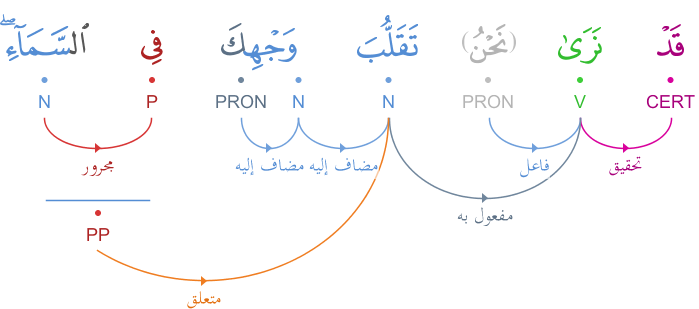 قَدْ نَرَىٰ (نَحْنُ) تَقَلُّبَ وَجْهِكَ فِى ٱلسَّمَآءِ ۖ
CERT V PRON N N PRON P N
تحقيق فاعل مضاف إليه مضاف إليه مجرور
مفعول به
PP
متعلق